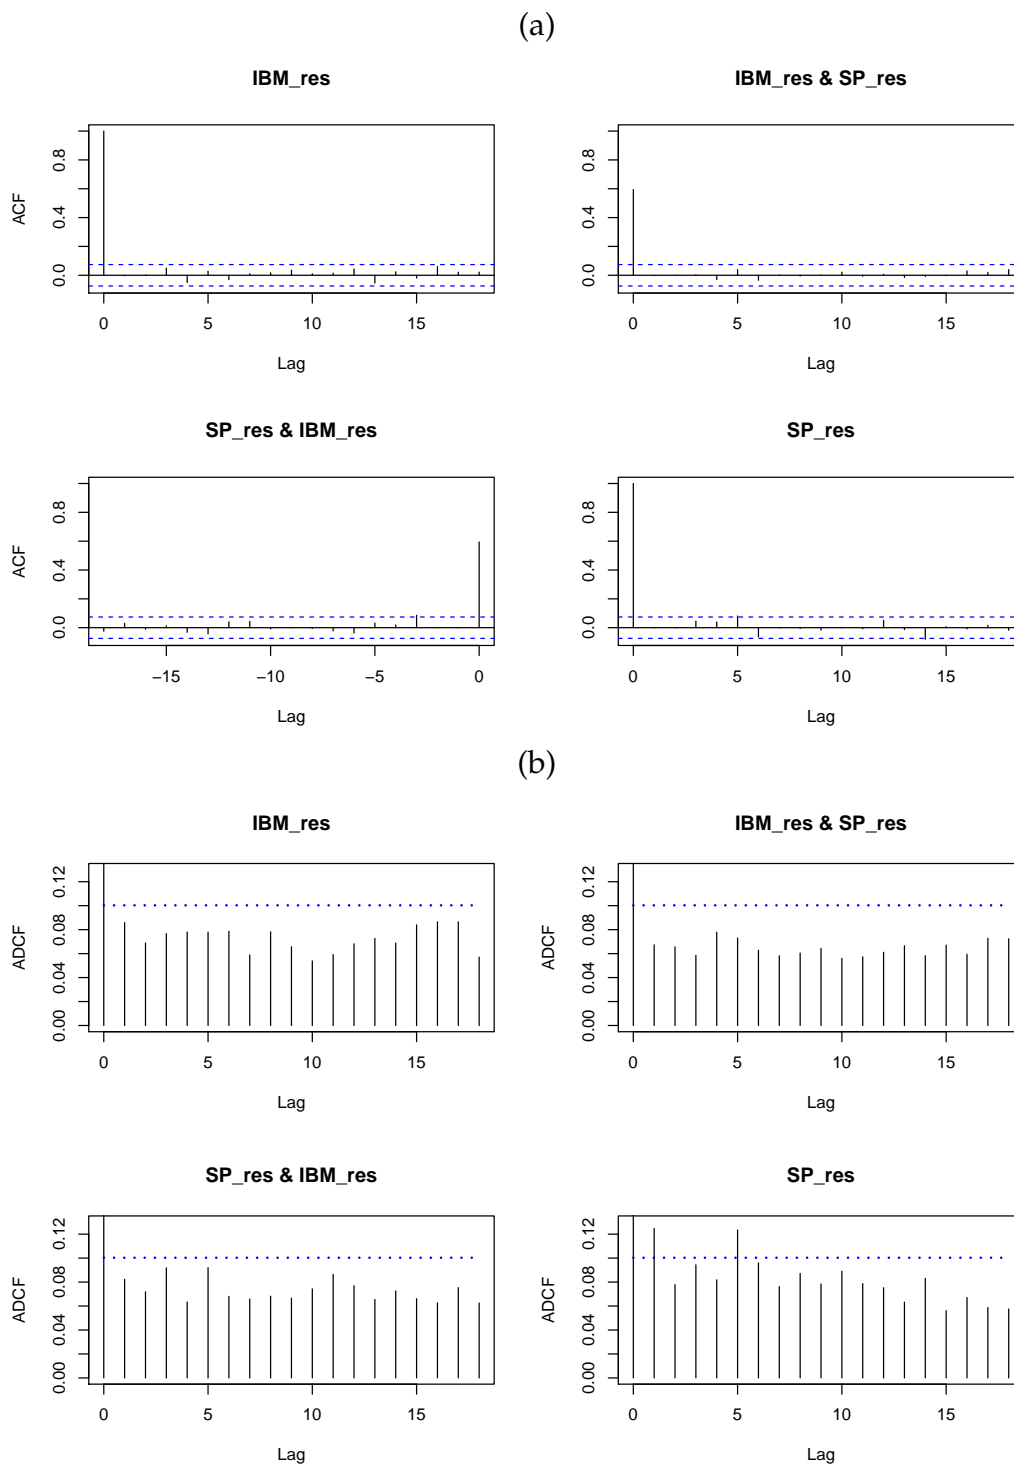 (a)
IBM_res
IBM_res & SP_res
ACF
0.0 0.4 0.8
0 5 10 15
Lag
0.0 0.4 0.8
0 5 10 15
Lag
SP_res & IBM_res
SP_res
ACF
0.0 0.4 0.8
−15 −10 −5 0
Lag
0.0 0.4 0.8
0 5 10 15
Lag
(b)
IBM_res
IBM_res & SP_res
ADCF
0.00 0.04 0.08 0.12
0 5 10 15
Lag
ADCF
0.00 0.04 0.08 0.12
0 5 10 15
Lag
SP_res & IBM_res
SP_res
ADCF
0.00 0.04 0.08 0.12
0 5 10 15
Lag
ADCF
0.00 0.04 0.08 0.12
0 5 10 15
Lag